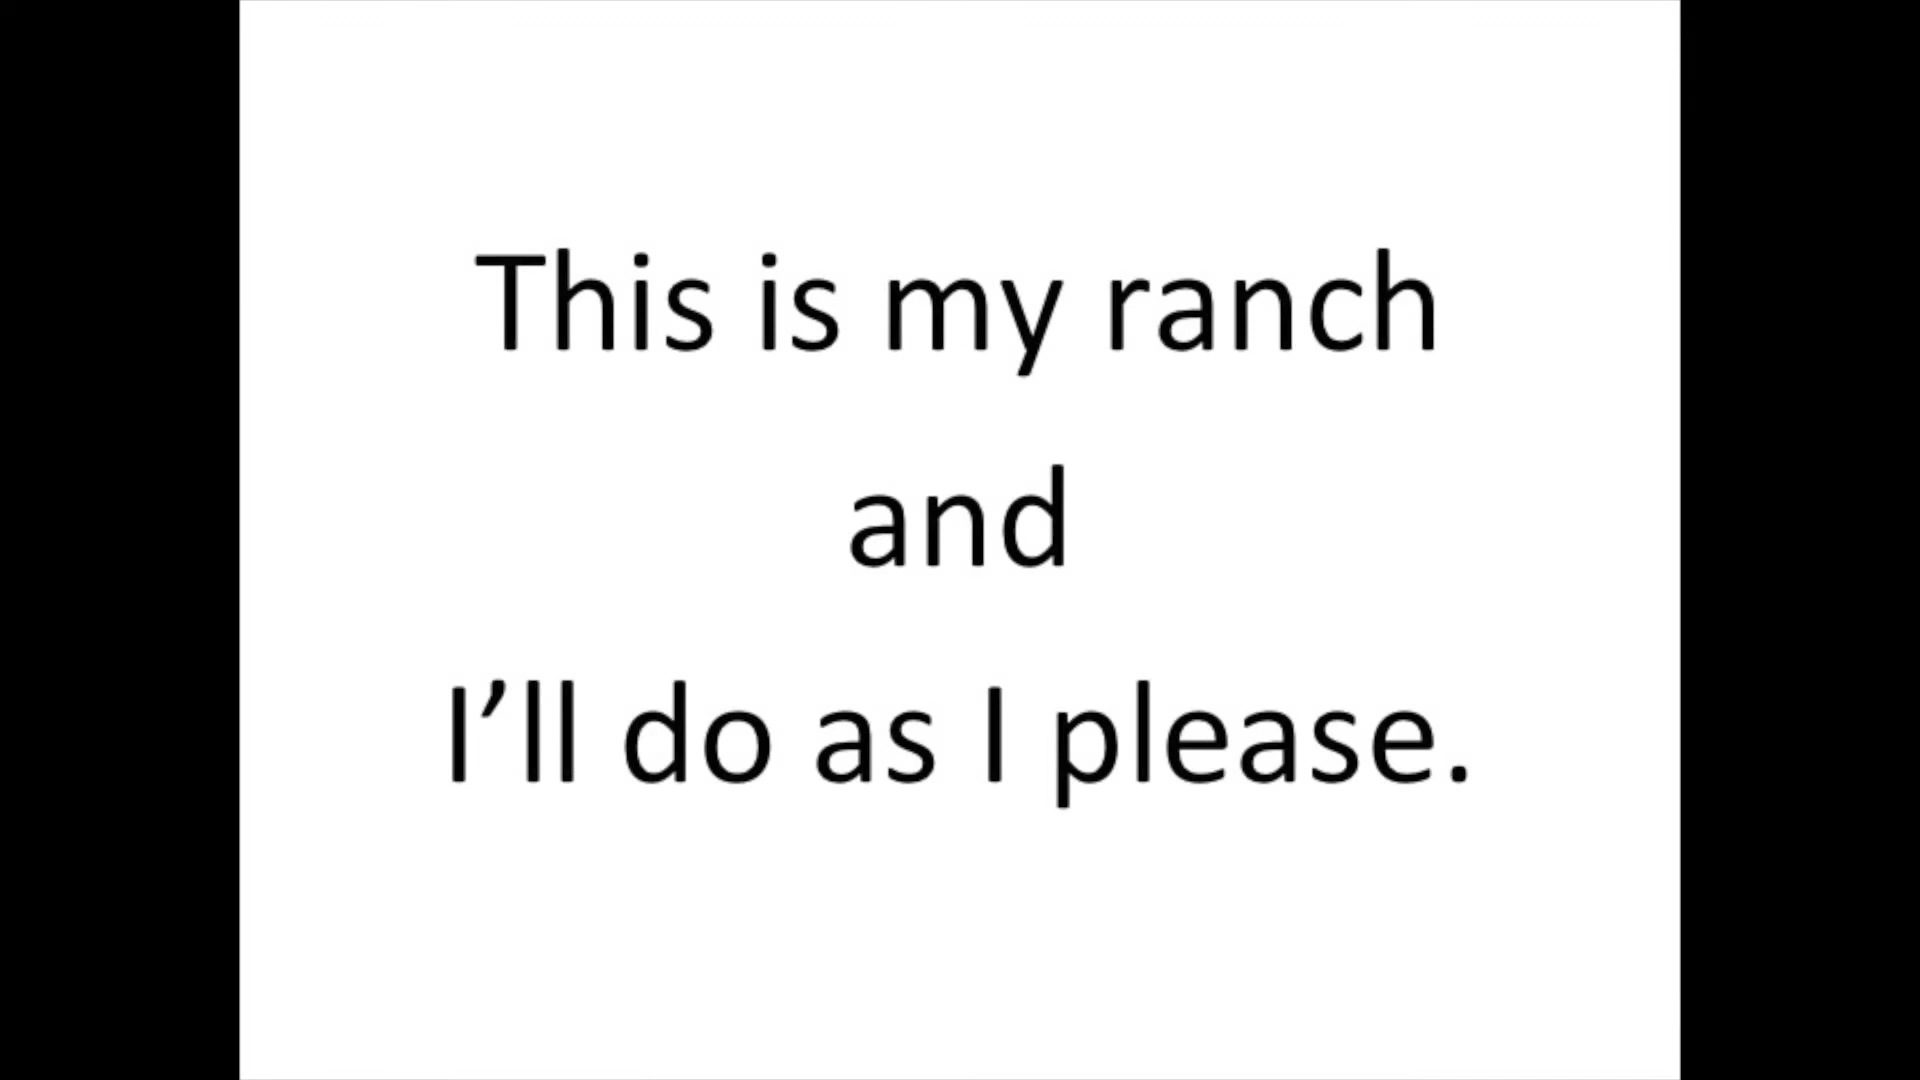 This is my ranch
and
I’ll do as I please.